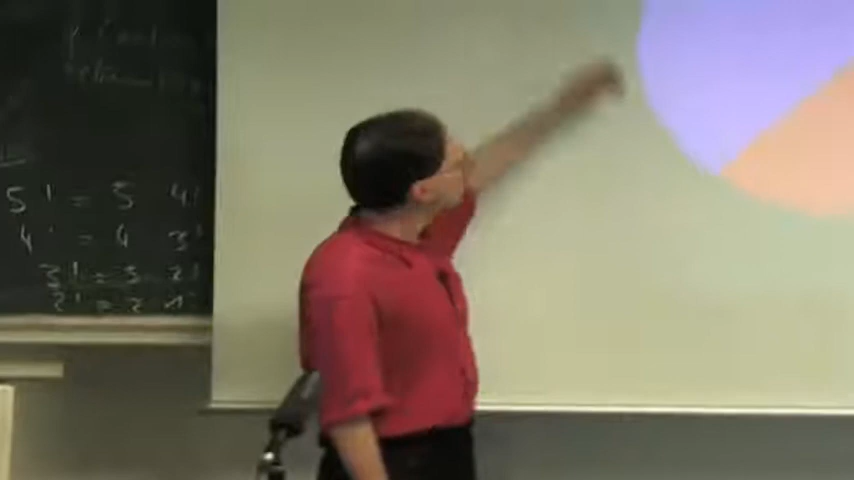 5! = 5 4!
4! = 4 3!
3! = 3 2!
2! = 2 1!